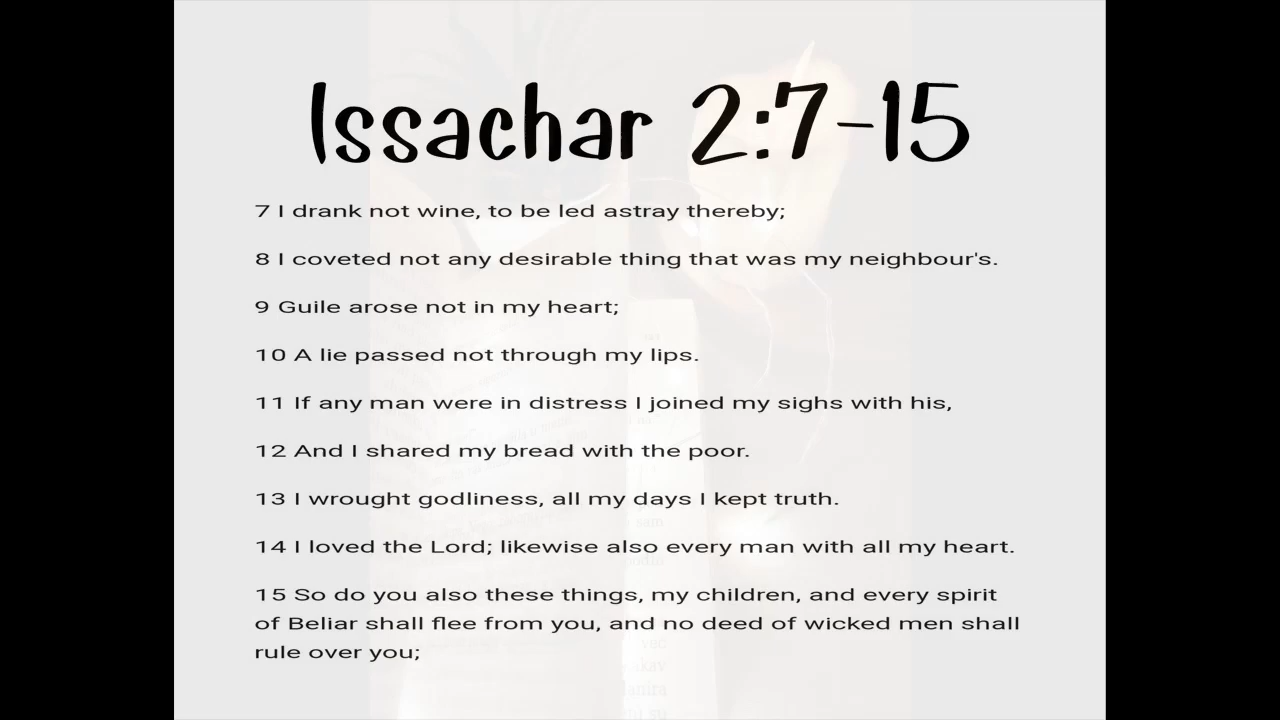 Issachar 2:7-15
7 I drank not wine, to be led astray thereby;
8 I coveted not any desirable thing that was my neighbour's.
9 Guile arose not in my heart;
10 A lie passed not through my lips.
11 If any man were in distress I joined my sighs with his,
12 And I shared my bread with the poor.
13 I wrought godliness, all my days I kept truth.
14 I loved the Lord; likewise also every man with all my heart.
15 So do you also these things, my children, and every spirit
of Beliar shall flee from you, and no deed of wicked men shall
rule over you;